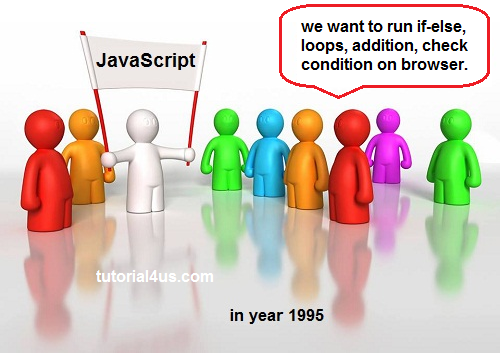 JavaScript
we want to run if-else,
loops, addition, check
condition on browser.
tutorial4us.com
in year 1995